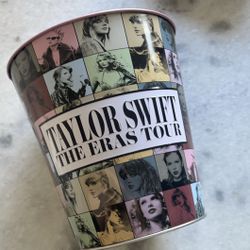 TAYLOR SWIFT
THE ERAS TOUR